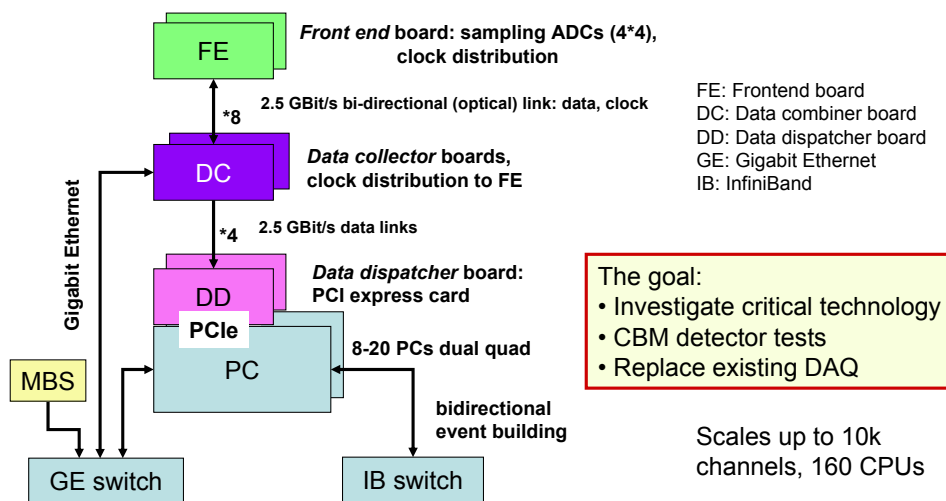 FE
Front end board: sampling ADCs (4*4),
clock distribution
2.5 GBit/s bi-directional (optical) link: data, clock
*8
FE: Frontend board
DC: Data combiner board
DD: Data dispatcher board
GE: Gigabit Ethernet
IB: InfiniBand
DC
Data collector boards,
clock distribution to FE
Gigabit Ethernet
*4
2.5 GBit/s data links
DD
Data dispatcher board:
PCI express card
PCIe
PC
8-20 PCs dual quad
The goal:
• Investigate critical technology
• CBM detector tests
• Replace existing DAQ
MBS
bidirectional
event building
Scales up to 10k
channels, 160 CPUs
GE switch
IB switch